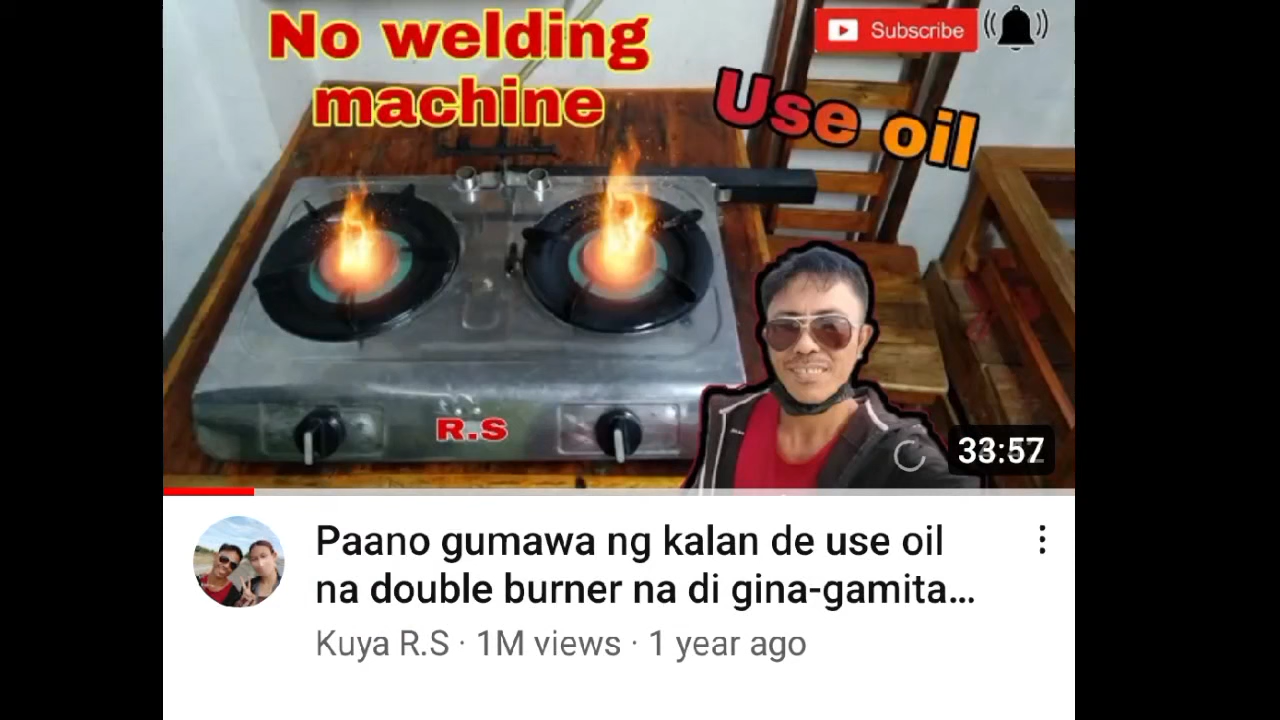 No welding
machine
Subscribe
Use oil
R.S
33:57
Paano gumawa ng kalan de use oil
na double burner na di gina-gamita...
Kuya R.S · 1M views · 1 year ago